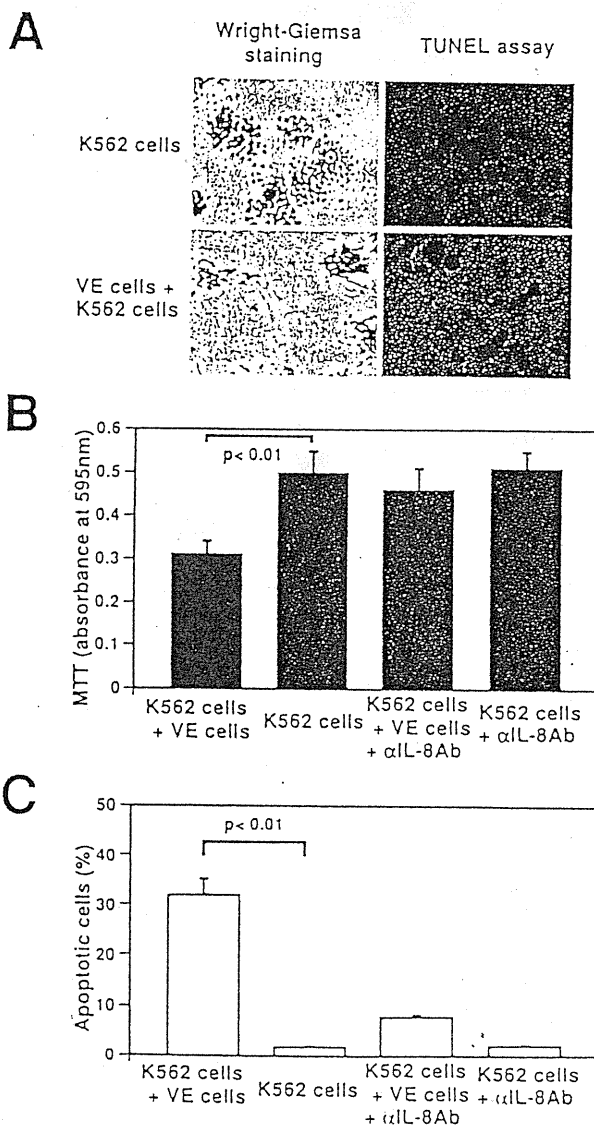 A
Wright-Giemsa
staining
TUNEL assay
K562 cells
VE cells +
K562 cells
B
MTT (absorbance at 595nm)
0.6
0.5
0.4
0.3
0.2
0.1
0
p< 0.01
K562 cells
+ VE cells
K562 cells
K562 cells
+ VE cells
+ αIL-8Ab
K562 cells
+ αIL-8Ab
C
Apoptotic cells (%)
50
40
30
20
10
0
p< 0.01
K562 cells
+ VE cells
K562 cells
K562 cells
+ VE cells
+ αIL-8Ab
K562 cells
+ αIL-8Ab